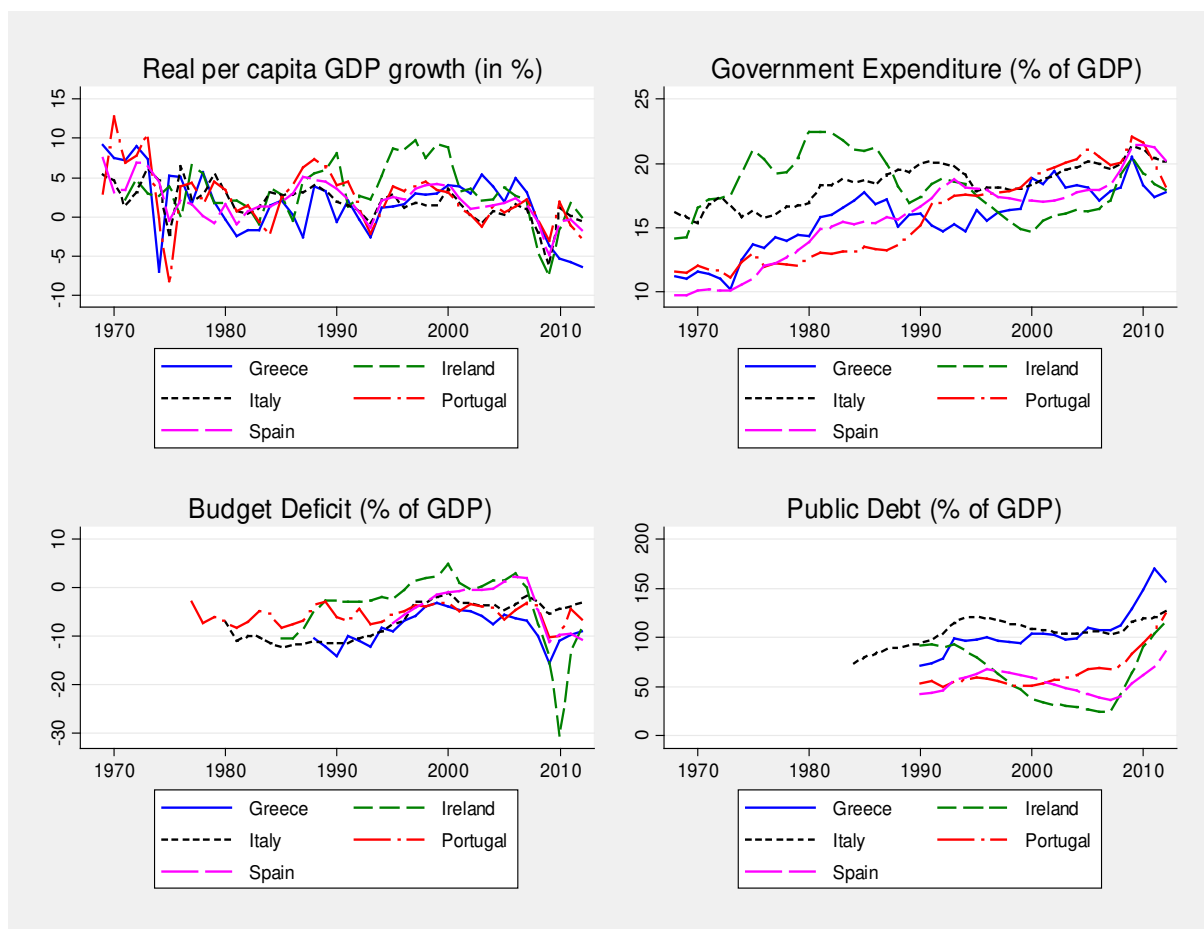 Real per capita GDP growth (in %)
15
10
5
0
-5
-10
1970 1980 1990 2000 2010
Greece Ireland
Italy Portugal
Spain
Government Expenditure (% of GDP)
25
20
15
10
1970 1980 1990 2000 2010
Greece Ireland
Italy Portugal
Spain
Budget Deficit (% of GDP)
10
0
-10
-20
-30
1970 1980 1990 2000 2010
Greece Ireland
Italy Portugal
Spain
Public Debt (% of GDP)
200
150
100
50
0
1970 1980 1990 2000 2010
Greece Ireland
Italy Portugal
Spain